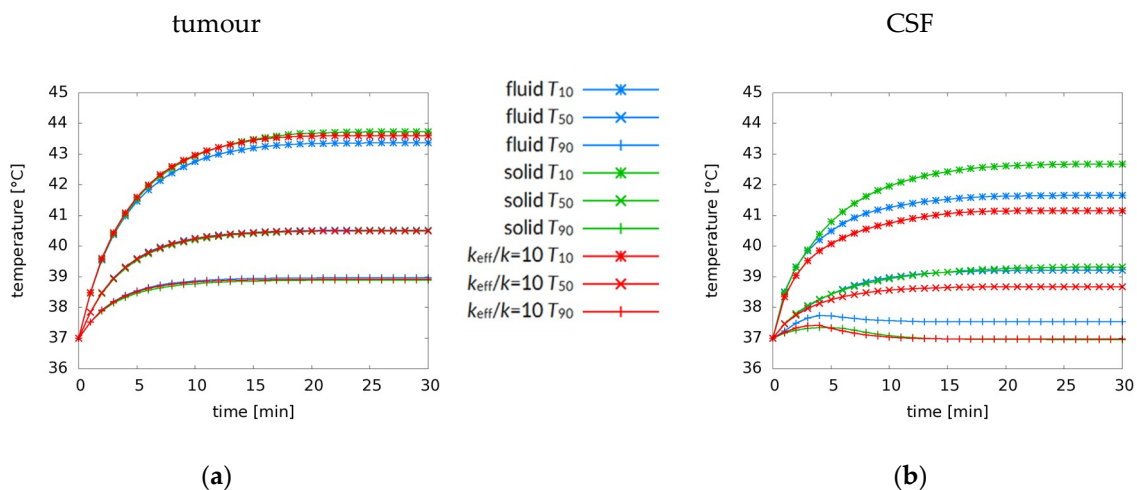 tumour
CSF
45
44
43
42
41
40
39
38
37
36
temperature [°C]
0 5 10 15 20 25 30
time [min]
(a)
fluid T10
fluid T50
fluid T90
solid T10
solid T50
solid T90
keff/k=10 T10
keff/k=10 T50
keff/k=10 T90
45
44
43
42
41
40
39
38
37
36
temperature [°C]
0 5 10 15 20 25 30
time [min]
(b)